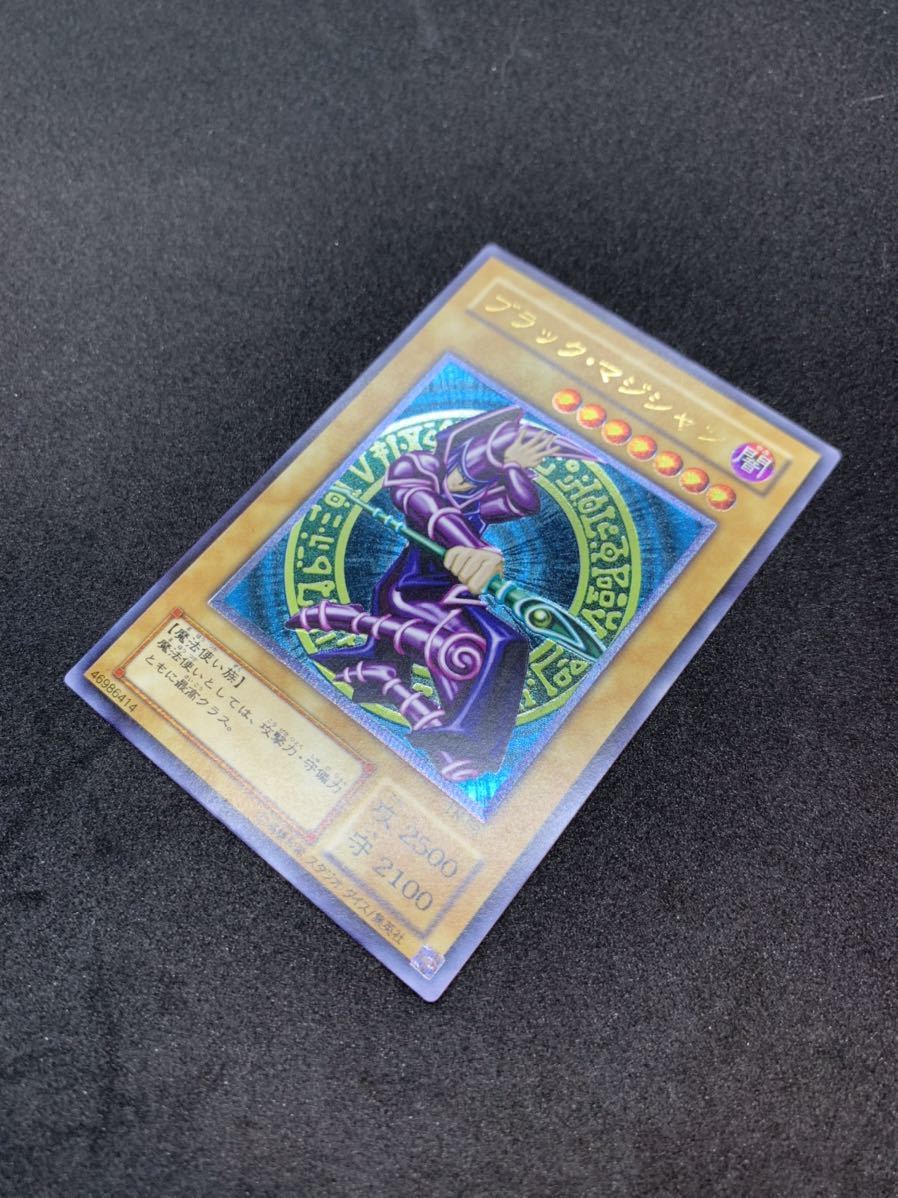 ブラック・マジシャン
闇
【魔法使い族】
魔法使いとしては、攻撃力・守備力
ともに最高クラス。
攻 2500
守 2100
46986414
スタジオ・ダイス/集英社